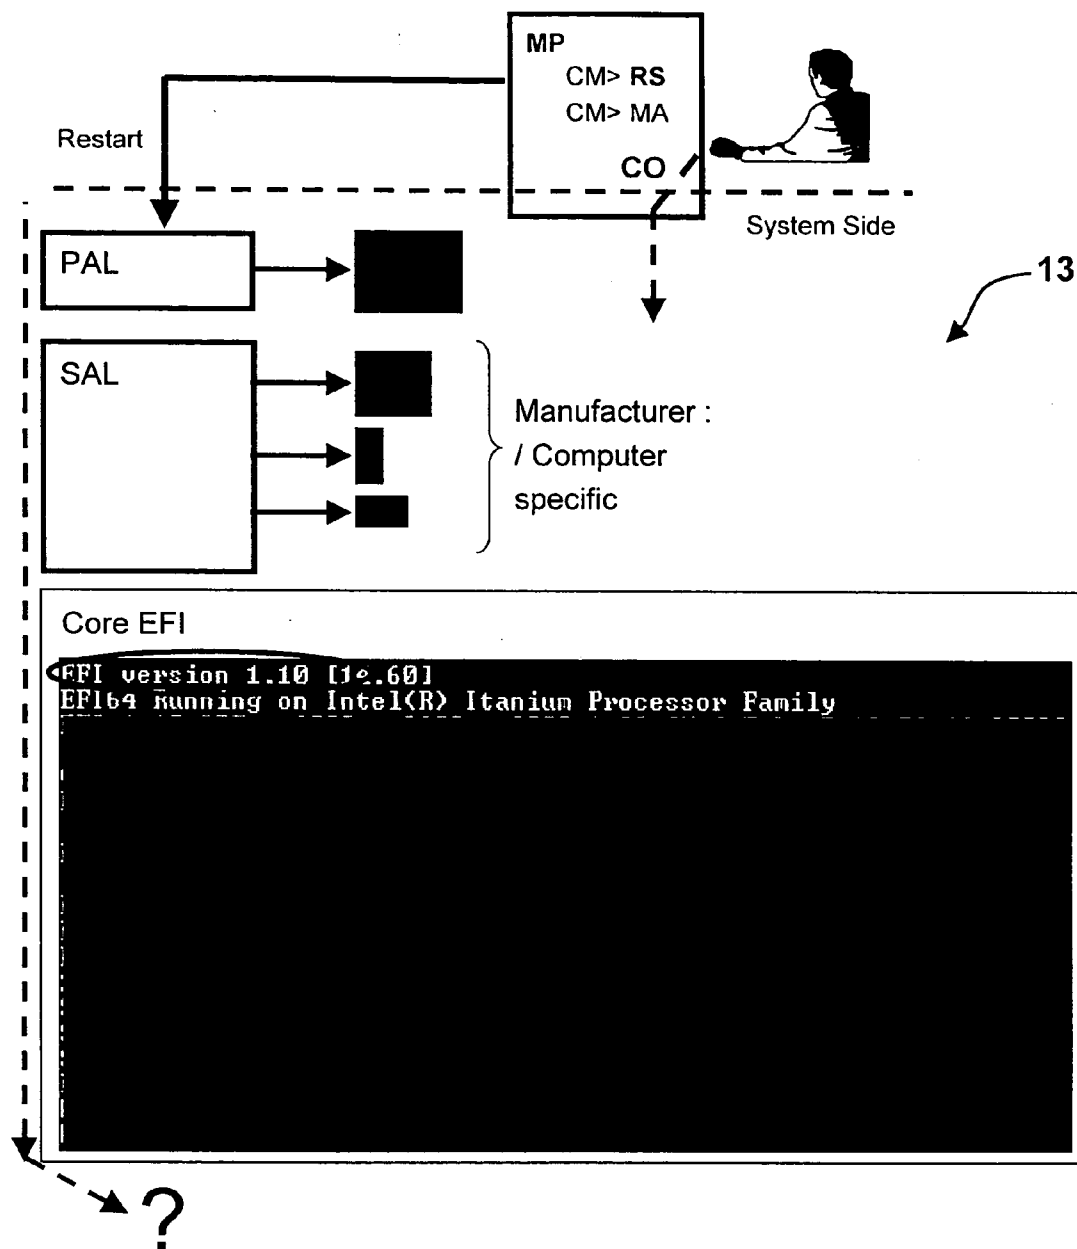 MP
CM> RS
CM> MA
CO
Restart
System Side
13
PAL
SAL
Manufacturer :
/ Computer
specific
Core EFI
EFI version 1.10
EFI64 Running on Intel(R) Itanium Processor Family
?